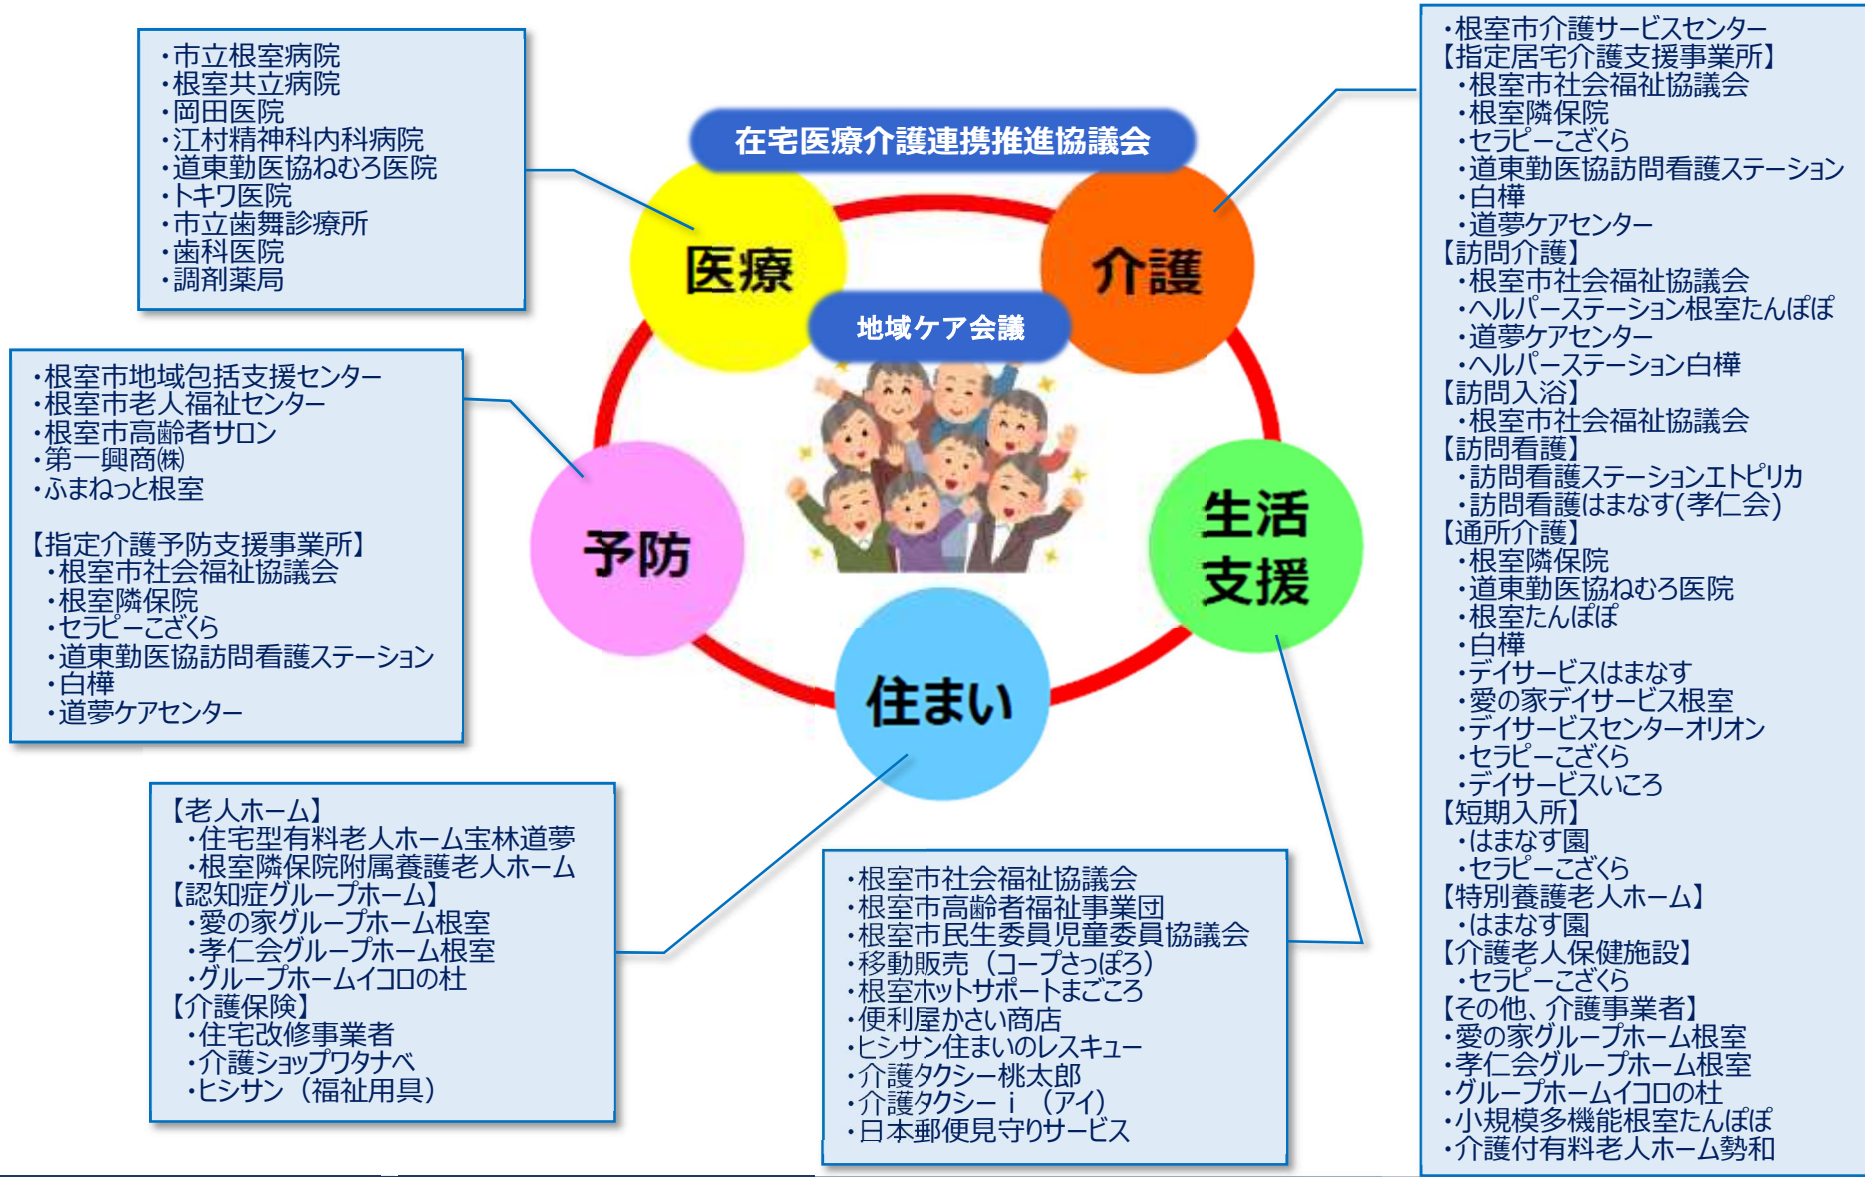 在宅医療介護連携推進協議会
地域ケア会議
医療
・市立根室病院
・根室共立病院
・岡田医院
・江村精神科内科病院
・道東勤医協ねむろ医院
・トキワ医院
・市立歯舞診療所
・歯科医院
・調剤薬局
予防
・根室市地域包括支援センター
・根室市老人福祉センター
・根室市高齢者サロン
・第一興商㈱
・ふまねっと根室
【指定介護予防支援事業所】
・根室市社会福祉協議会
・根室隣保院
・セラピーこざくら
・道東勤医協訪問看護ステーション
・白樺
・道夢ケアセンター
住まい
【老人ホーム】
・住宅型有料老人ホーム宝林道夢
・根室隣保院附属養護老人ホーム
【認知症グループホーム】
・愛の家グループホーム根室
・孝仁会グループホーム根室
・グループホームイコロの杜
【介護保険】
・住宅改修事業者
・介護ショップワタナベ
・ヒシサン（福祉用具）
生活
支援
・根室市社会福祉協議会
・根室市高齢者福祉事業団
・根室市民生委員児童委員協議会
・移動販売（コープさっぽろ）
・根室ホットサポートまごころ
・便利屋かさい商店
・ヒシサン住まいのレスキュー
・介護タクシー桃太郎
・介護タクシーｉ（アイ）
・日本郵便見守りサービス
介護
・根室市介護サービスセンター
【指定居宅介護支援事業所】
・根室市社会福祉協議会
・根室隣保院
・セラピーこざくら
・道東勤医協訪問看護ステーション
・白樺
・道夢ケアセンター
【訪問介護】
・根室市社会福祉協議会
・ヘルパーステーション根室たんぽぽ
・道夢ケアセンター
・ヘルパーステーション白樺
【訪問入浴】
・根室市社会福祉協議会
【訪問看護】
・訪問看護ステーションエトピリカ
・訪問看護はまなす(孝仁会)
【通所介護】
・根室隣保院
・道東勤医協ねむろ医院
・根室たんぽぽ
・白樺
・デイサービスはまなす
・愛の家デイサービス根室
・デイサービスセンターオリオン
・セラピーこざくら
・デイサービスいころ
【短期入所】
・はまなす園
・セラピーこざくら
【特別養護老人ホーム】
・はまなす園
【介護老人保健施設】
・セラピーこざくら
【その他、介護事業者】
・愛の家グループホーム根室
・孝仁会グループホーム根室
・グループホームイコロの杜
・小規模多機能根室たんぽぽ
・介護付有料老人ホーム勢和